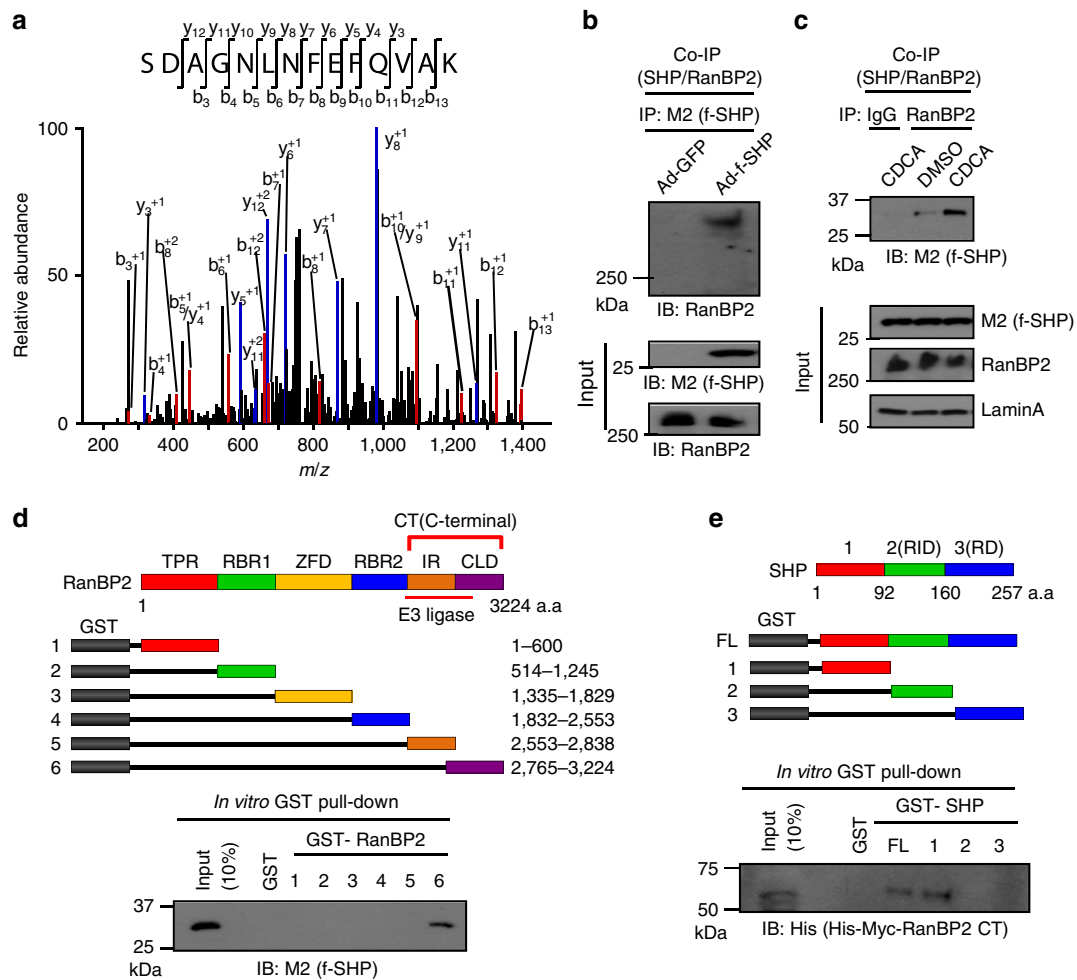 a
y12 y11 y10 y9 y8 y7 y6 y5 y4 y3
S D A G N L N F E F Q V A K
b3 b4 b5 b6 b7 b8 b9 b10 b11 b12 b13
Relative abundance
100
50
0
b3+1
y3+1
b4+1
b8+2
b5+1/y4+1
b6+1
y5+1
y11+2
b12+2
y12+2
b7+1
y6+1
b8+1
y7+1
y8+1
b10+1/y9+1
b11+1
y11+1
b12+1
b13+1
200 400 600 800 1,000 1,200 1,400
m/z
b
Co-IP
(SHP/RanBP2)
IP: M2 (f-SHP)
Ad-GFP
Ad-f-SHP
250
kDa
IB: RanBP2
Input
25
IB: M2 (f-SHP)
250
IB: RanBP2
c
Co-IP
(SHP/RanBP2)
IP: IgG RanBP2
CDCA DMSO CDCA
37
25
kDa
IB: M2 (f-SHP)
Input
25
M2 (f-SHP)
250
RanBP2
50
LaminA
d
CT(C-terminal)
TPR RBR1 ZFD RBR2 IR CLD
RanBP2
1 E3 ligase 3224 a.a
GST
1 1–600
2 514–1,245
3 1,335–1,829
4 1,832–2,553
5 2,553–2,838
6 2,765–3,224
In vitro GST pull-down
Input
(10%)
GST
GST- RanBP2
1 2 3 4 5 6
37
25
kDa
IB: M2 (f-SHP)
e
1 2(RID) 3(RD)
SHP
1 92 160 257 a.a
GST
FL
1
2
3
In vitro GST pull-down
Input
(10%)
GST
GST- SHP
FL 1 2 3
75
50
kDa
IB: His (His-Myc-RanBP2 CT)